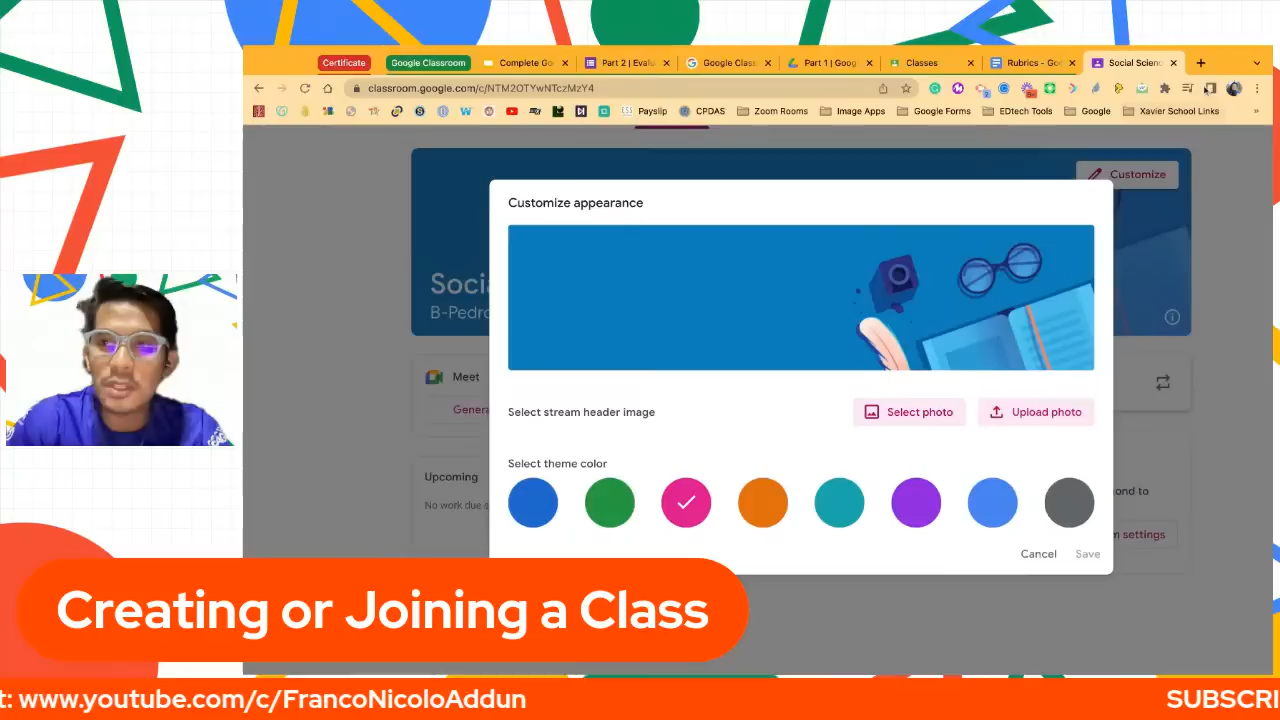 Certificate
Google Classroom
Complete Go
Part 2 | Evalu
Google Class
Part 1 | Goog
Classes
Rubrics - Go
Social Scienc
classroom.google.com/c/NTM2OTYwNTczMzY4
Payslip
CPDAS
Zoom Rooms
Image Apps
Google Forms
EDtech Tools
Google
Xavier School Links
Customize
Customize appearance
Soci
B-Pedr
Meet
Genera
Select stream header image
Select photo
Upload photo
Select theme color
Upcoming
No work due s
ond to
m settings
Cancel
Save
Creating or Joining a Class
t: www.youtube.com/c/FrancoNicoloAddun
SUBSCRI